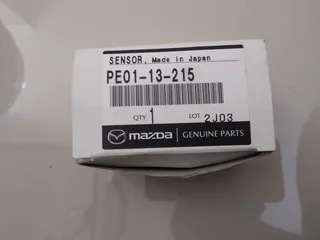 SENSOR, Made in Japan
PE01-13-215
QTY 1 LOT 2J03
mazda GENUINE PARTS